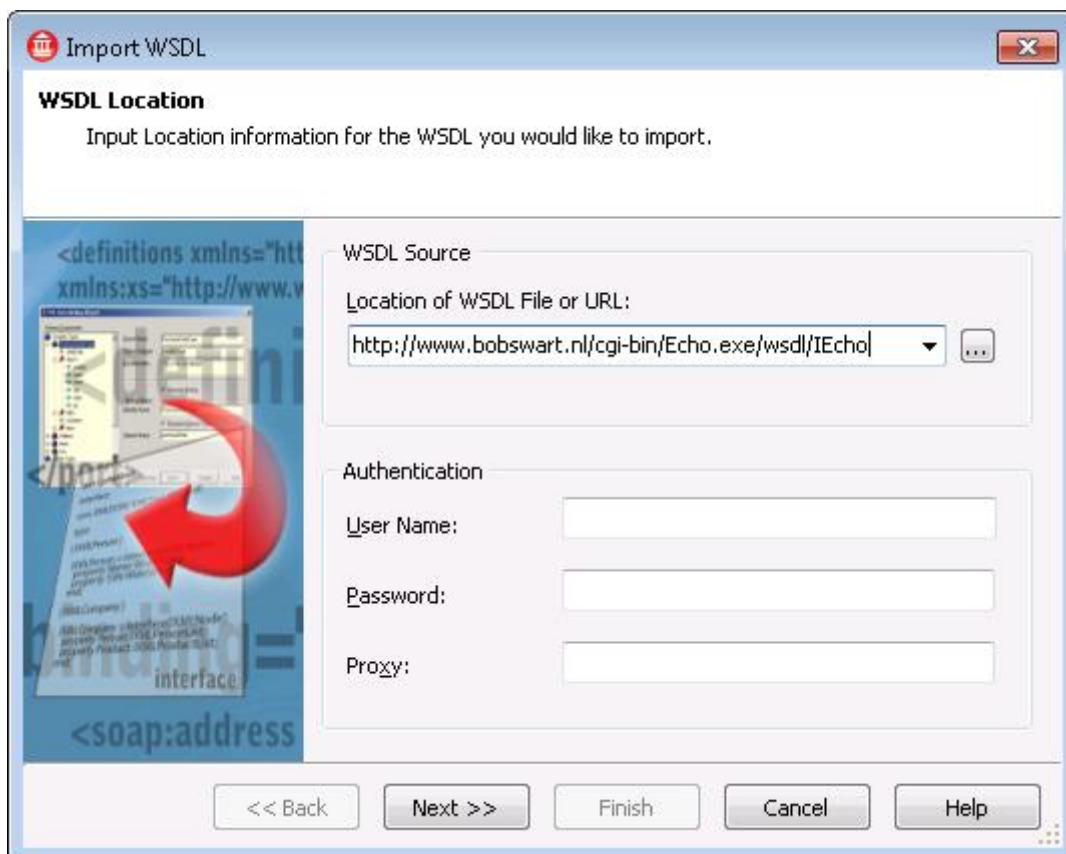 Import WSDL
WSDL Location
Input Location information for the WSDL you would like to import.
<definitions xmlns="htt
xmlns:xs="http://www.w
<defini
</port>
binding="
interface
<soap:address
WSDL Source
Location of WSDL File or URL:
http://www.bobswart.nl/cgi-bin/Echo.exe/wsdl/IEcho
...
Authentication
User Name:
Password:
Proxy:
<< Back
Next >>
Finish
Cancel
Help